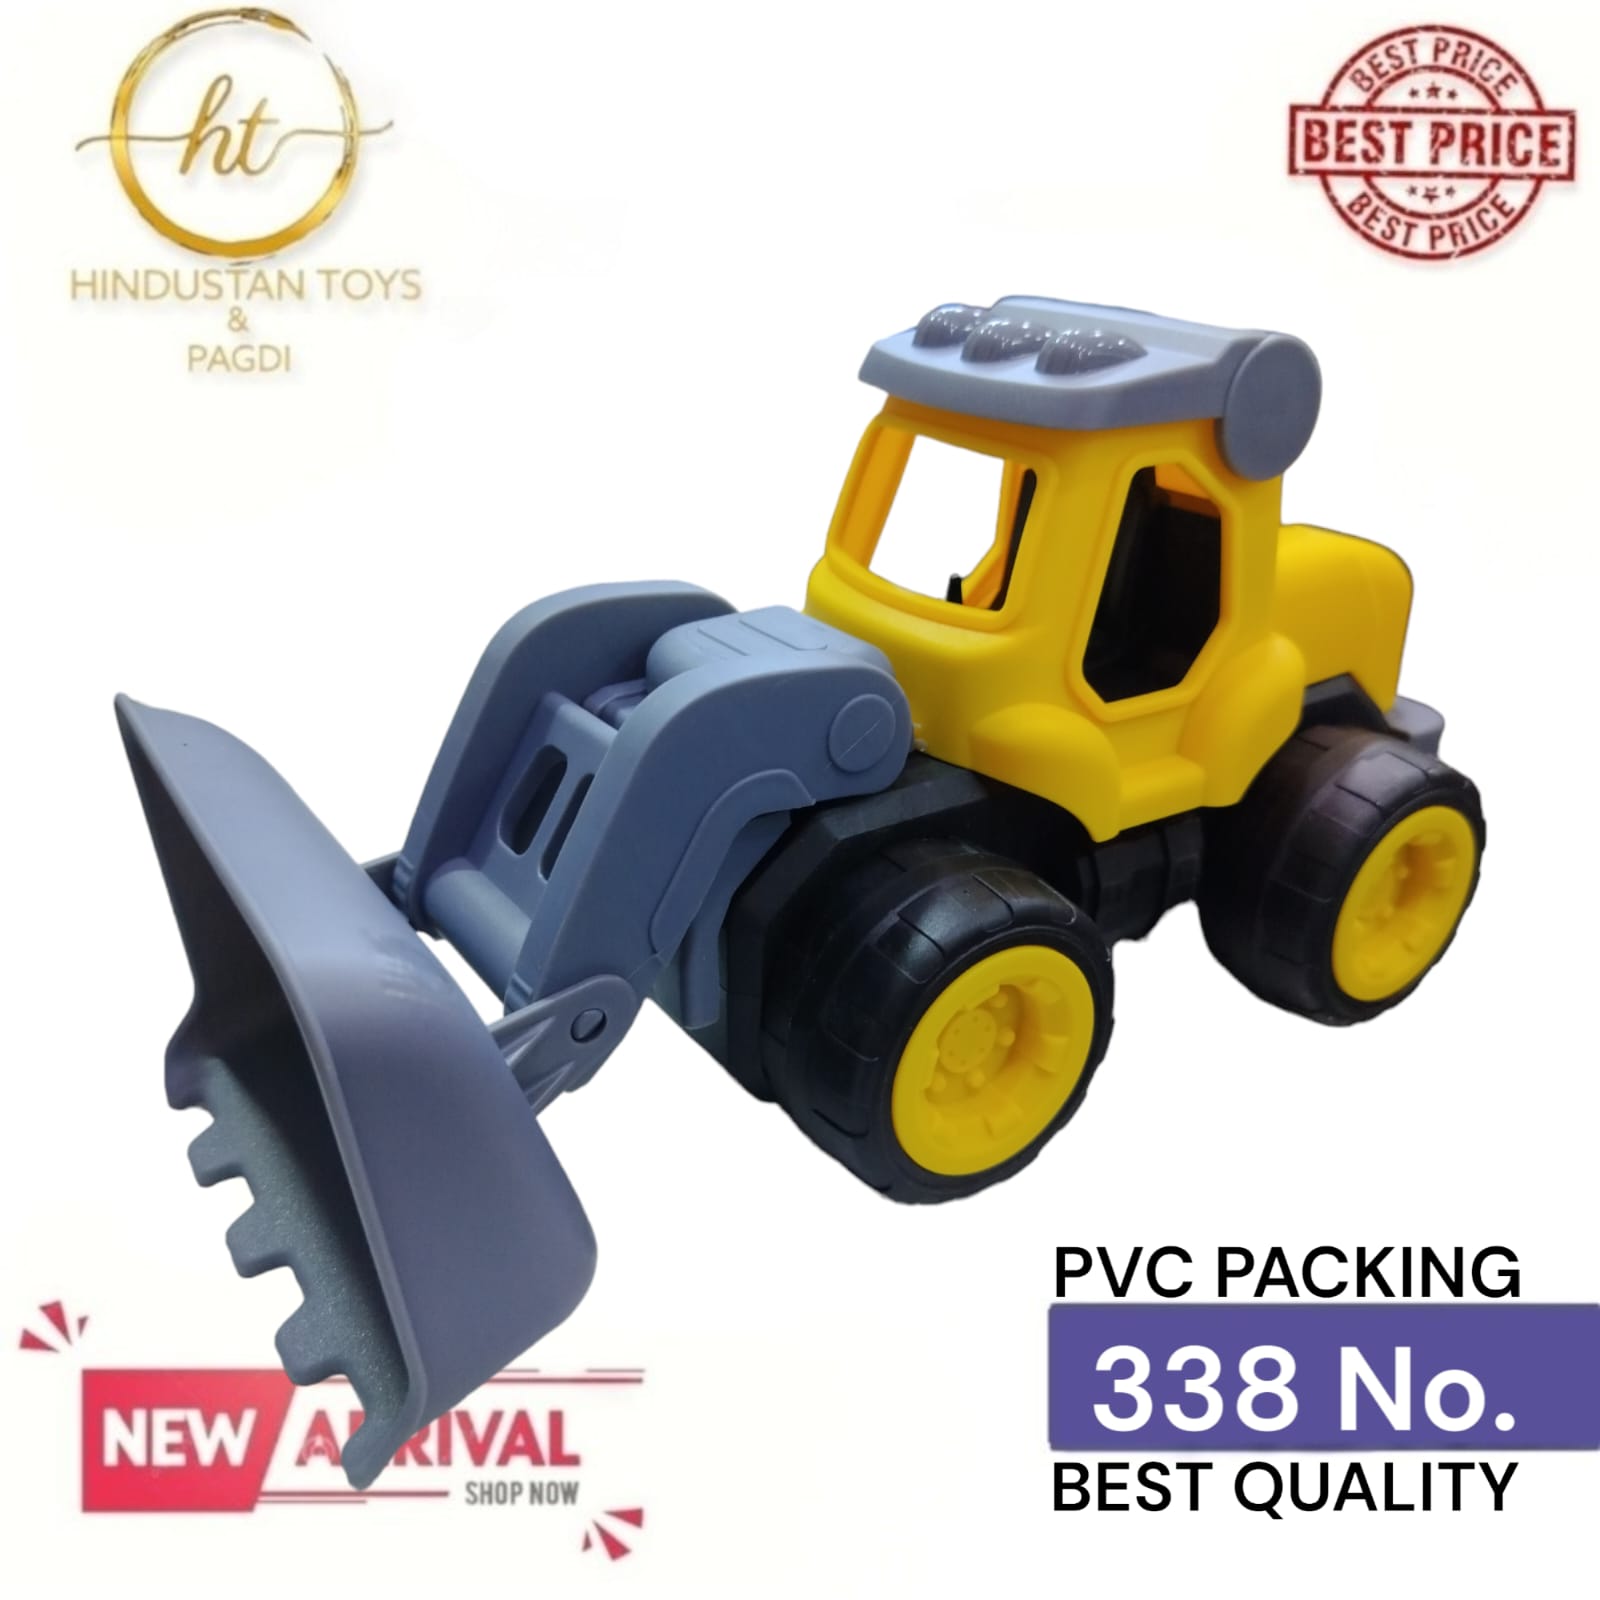 ht
HINDUSTAN TOYS
&
PAGDI
BEST PRICE
BEST PRICE
BEST PRICE
PVC PACKING
338 No.
BEST QUALITY
NEW ARRIVAL
SHOP NOW